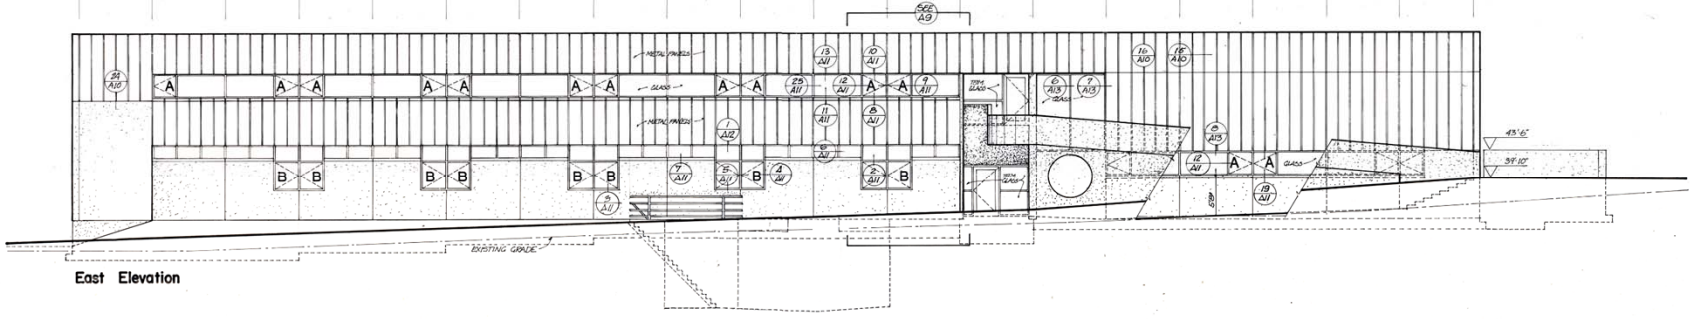 SEE
A9
METAL PANELS
13
A11
10
A11
16
A10
15
A10
24
A10
A
A A
A A
A A
A A
25
A11
12
A11
A A
9
A11
GLASS
TEMP.
GLASS
6
A13
7
A13
GLASS
METAL PANELS
1
A12
11
A11
8
A11
6
A11
8
A13
43'-6"
39'-10"
B B
B B
B B
7
A11
5
A11
B
4
A11
2
A11
B
12
A11
A A
GLASS
3
A11
19
A11
EXISTING GRADE
East Elevation